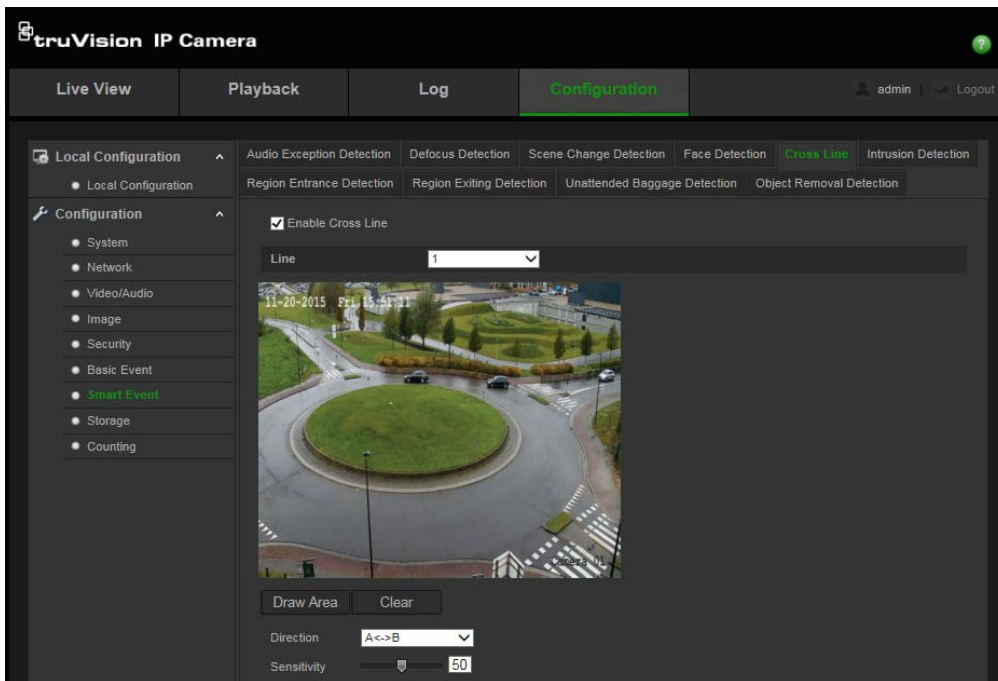 truVision IP Camera
?
Live View Playback Log Configuration admin | Logout
Local Configuration
Local Configuration
Configuration
System
Network
Video/Audio
Image
Security
Basic Event
Smart Event
Storage
Counting
Audio Exception Detection Defocus Detection Scene Change Detection Face Detection Cross Line Intrusion Detection
Region Entrance Detection Region Exiting Detection Unattended Baggage Detection Object Removal Detection
Enable Cross Line
Line 1
11-20-2015 Fri 15:51:11
Camera 01
Draw Area Clear
Direction A<->B
Sensitivity 50